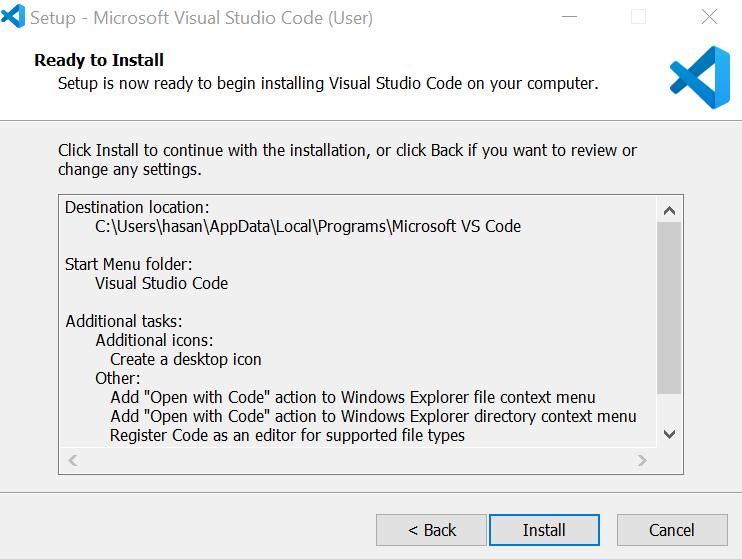 Setup - Microsoft Visual Studio Code (User)
Ready to Install
Setup is now ready to begin installing Visual Studio Code on your computer.
Click Install to continue with the installation, or click Back if you want to review or
change any settings.
Destination location:
C:\Users\hasan\AppData\Local\Programs\Microsoft VS Code
Start Menu folder:
Visual Studio Code
Additional tasks:
Additional icons:
Create a desktop icon
Other:
Add "Open with Code" action to Windows Explorer file context menu
Add "Open with Code" action to Windows Explorer directory context menu
Register Code as an editor for supported file types
< Back
Install
Cancel